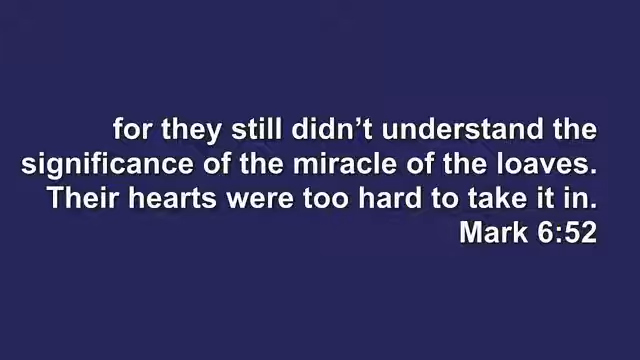 for they still didn’t understand the
significance of the miracle of the loaves.
Their hearts were too hard to take it in.
Mark 6:52